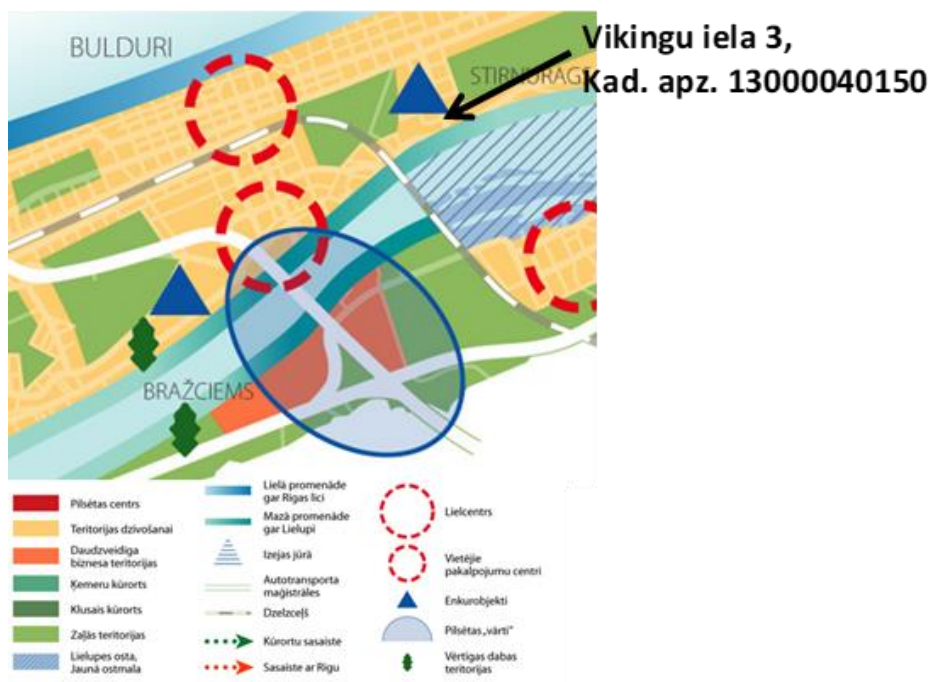 BULDURI
STIRNURAGS
Vikingu iela 3,
Kad. apz. 13000040150
BRAŽCIEMS
Pilsētas centrs
Teritorijas dzīvošanai
Daudzveidīga
biznesa teritorijas
Ķemeru kūrorts
Klusais kūrorts
Zaļās teritorijas
Lielupes osta,
Jaunā ostmala
Lielā promenāde
gar Rīgas līci
Mazā promenāde
gar Lielupi
Izejas jūrā
Autotransporta
maģistrāles
Dzelzceļš
Kūrortu sasaiste
Sasaiste ar Rīgu
Lielcentrs
Vietējie
pakalpojumu centri
Enkurobjekti
Pilsētas „vārti”
Vērtīgas dabas
teritorijas